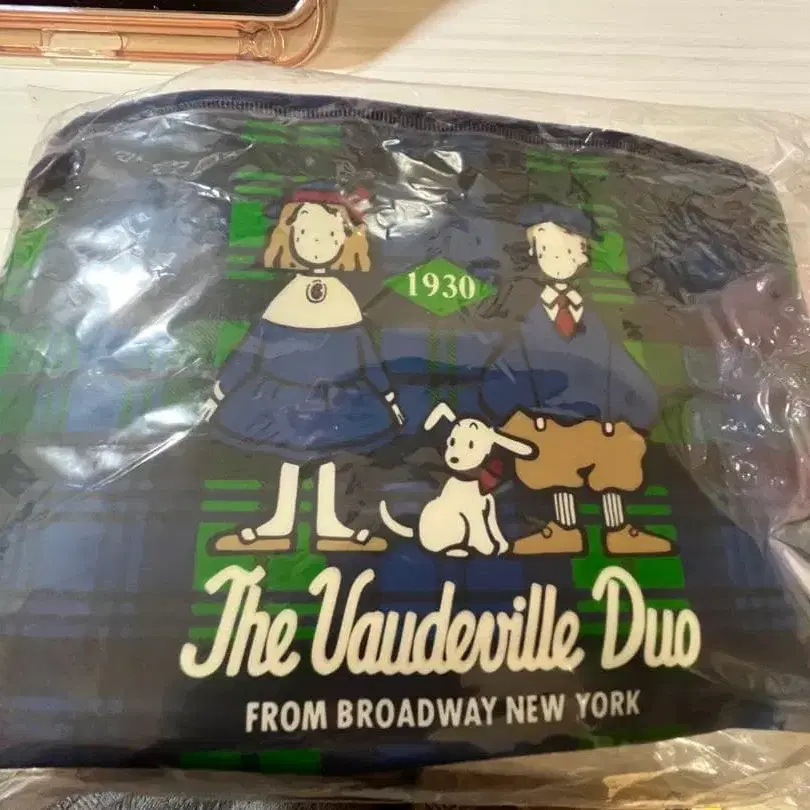 1930
The Vaudeville Duo
FROM BROADWAY NEW YORK